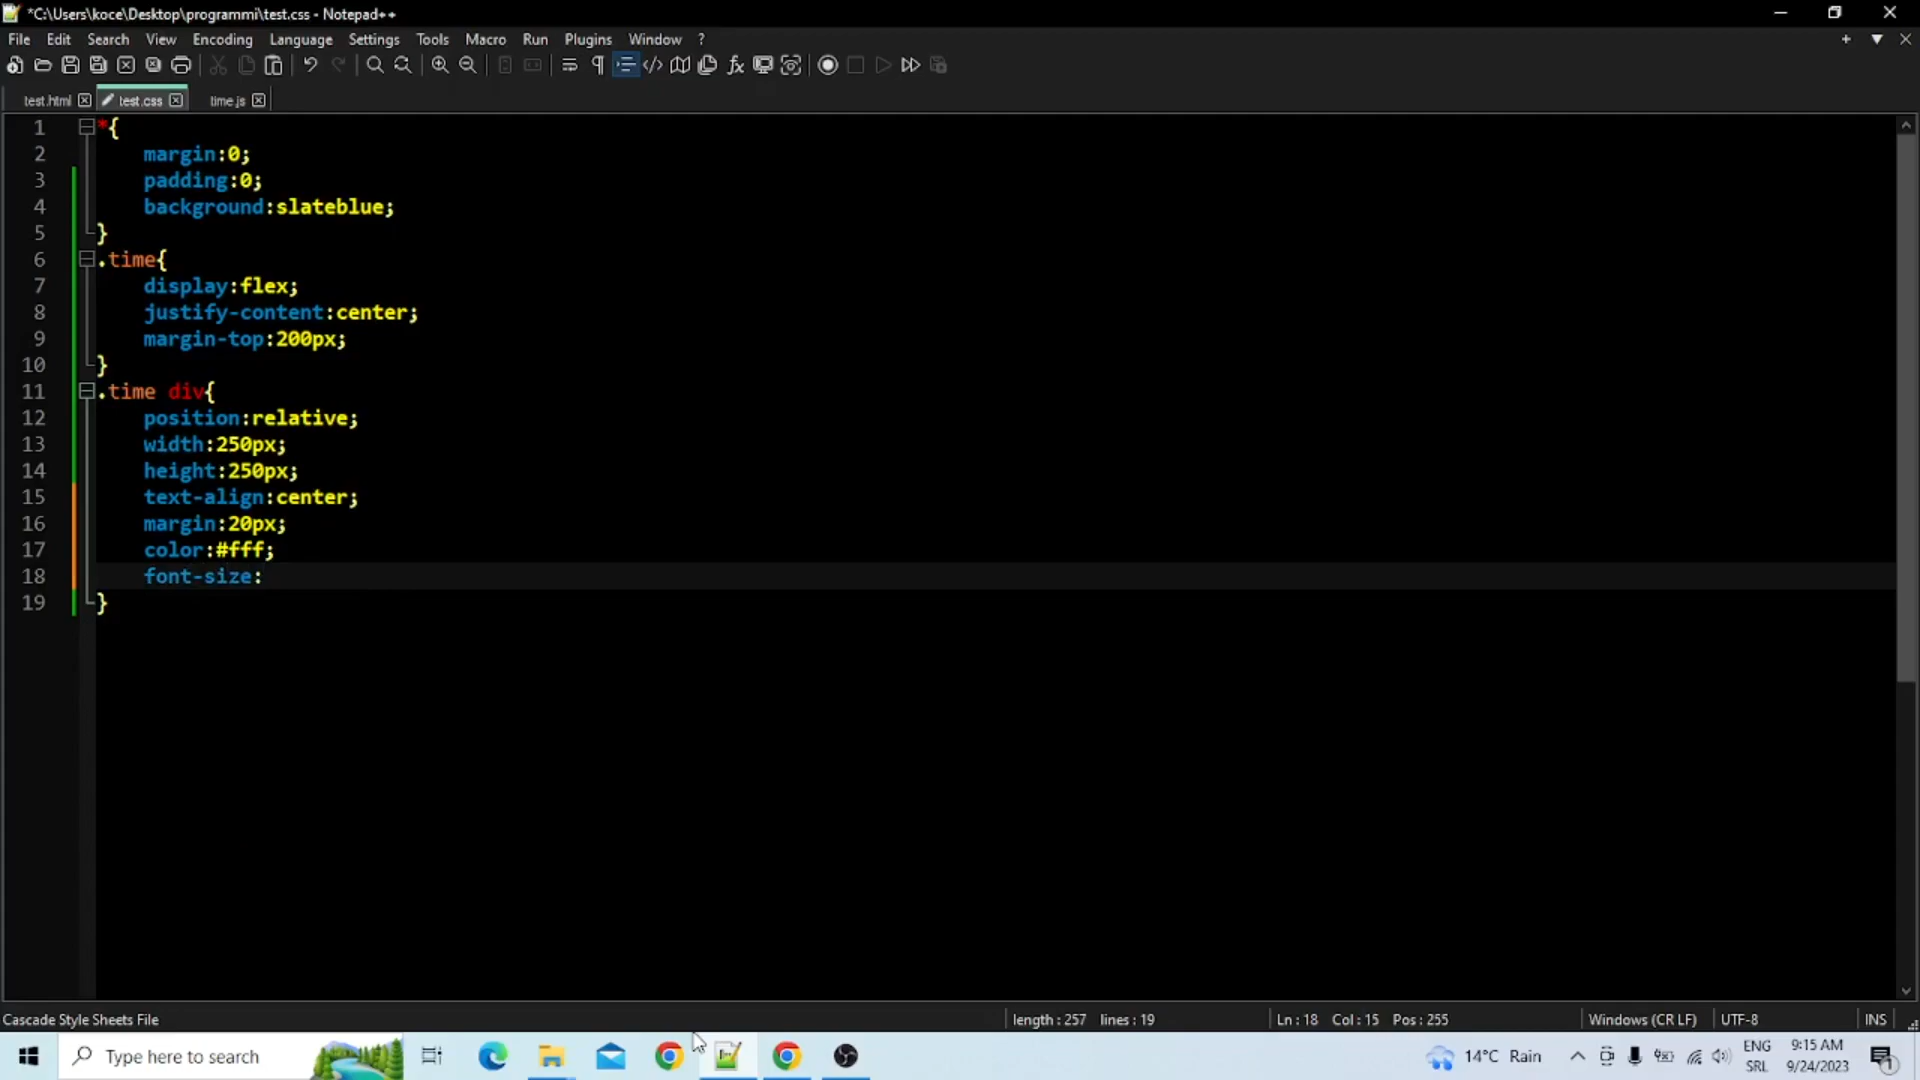 *C:\Users\koce\Desktop\programmi\test.css - Notepad++
File Edit Search View Encoding Language Settings Tools Macro Run Plugins Window ?
test.html test.css time.js
1 *{
2 margin:0;
3 padding:0;
4 background:slateblue;
5 }
6 .time{
7 display:flex;
8 justify-content:center;
9 margin-top:200px;
10 }
11 .time div{
12 position:relative;
13 width:250px;
14 height:250px;
15 text-align:center;
16 margin:20px;
17 color:#fff;
18 font-size:
19 }
Cascade Style Sheets File length : 257 lines : 19 Ln : 18 Col : 15 Pos : 255 Windows (CR LF) UTF-8 INS
Type here to search 14°C Rain ENG 9:15 AM
SRL 9/24/2023 1